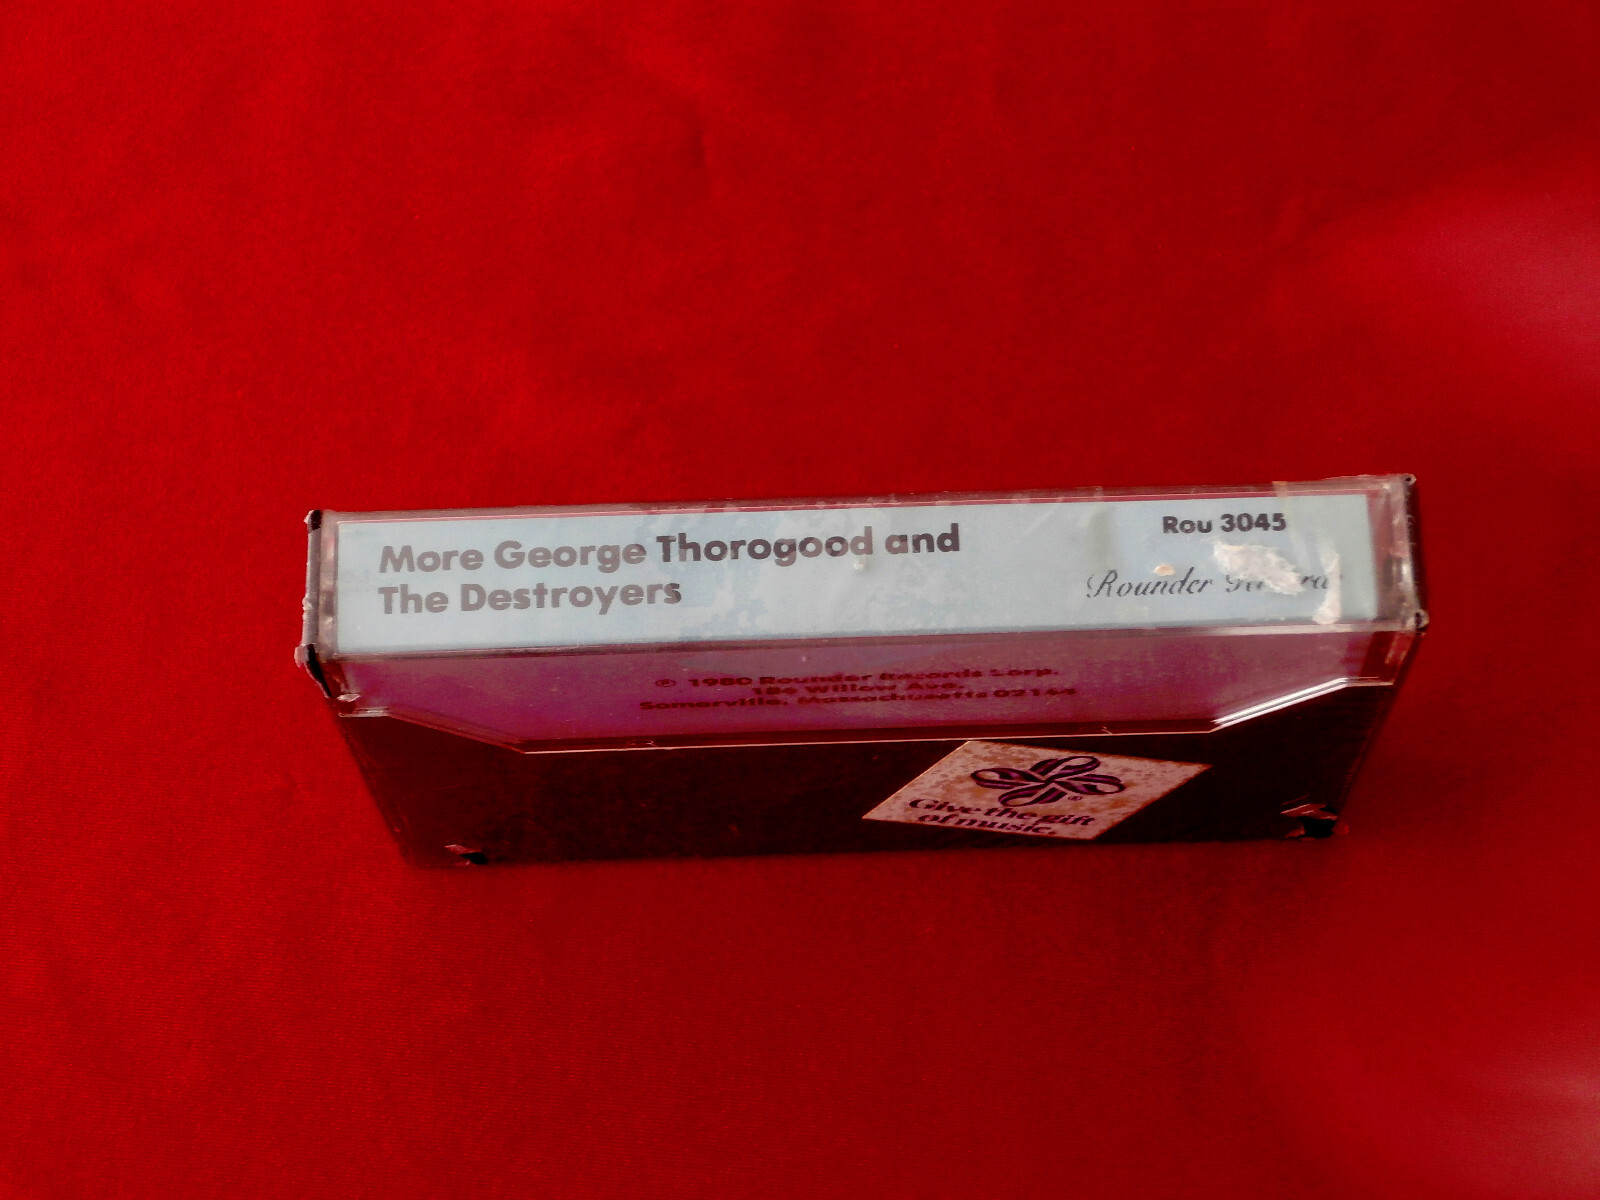 More George Thorogood and
The Destroyers
Rou 3045
Rounder
℗ 1980 Rounder Records Corp.
186 Willow Ave.
Somerville, Massachusetts 02144
Give the gift
of music.
®